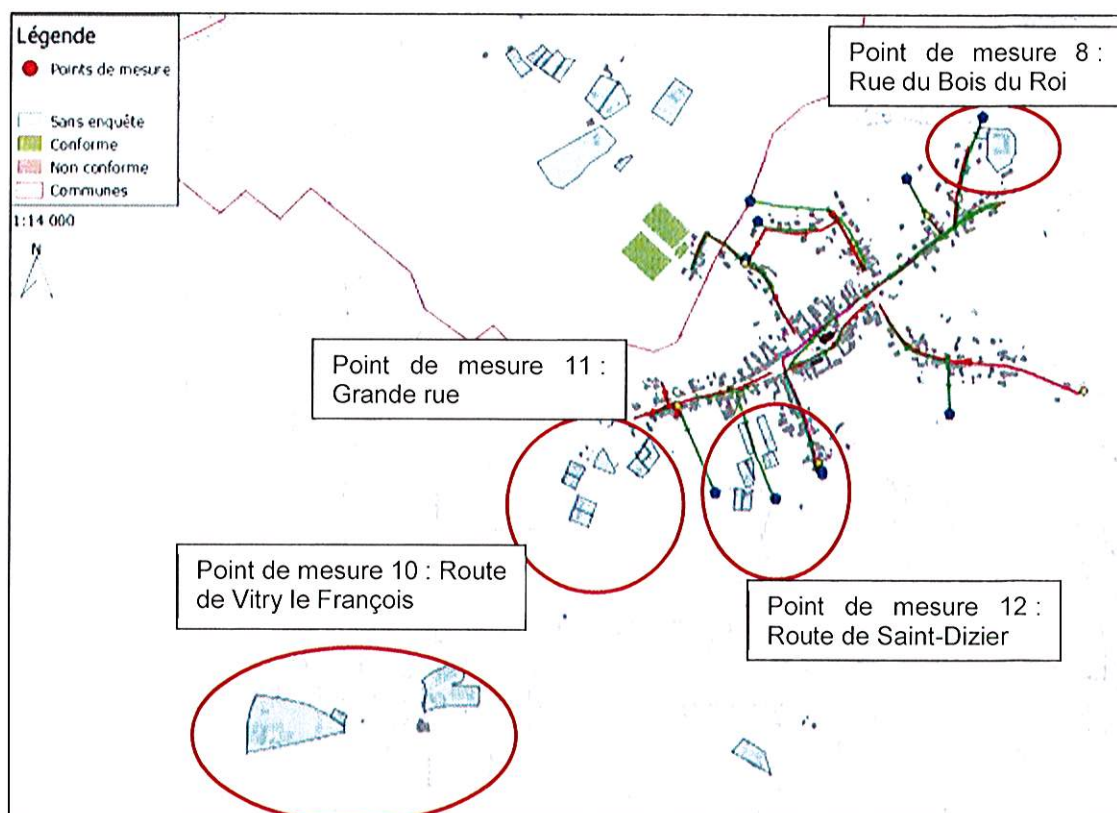 Légende
Points de mesure
Sans enquête
Conforme
Non conforme
Communes
1:14 000
N
Point de mesure 8 :
Rue du Bois du Roi
Point de mesure 11 :
Grande rue
Point de mesure 10 : Route
de Vitry le François
Point de mesure 12 :
Route de Saint-Dizier